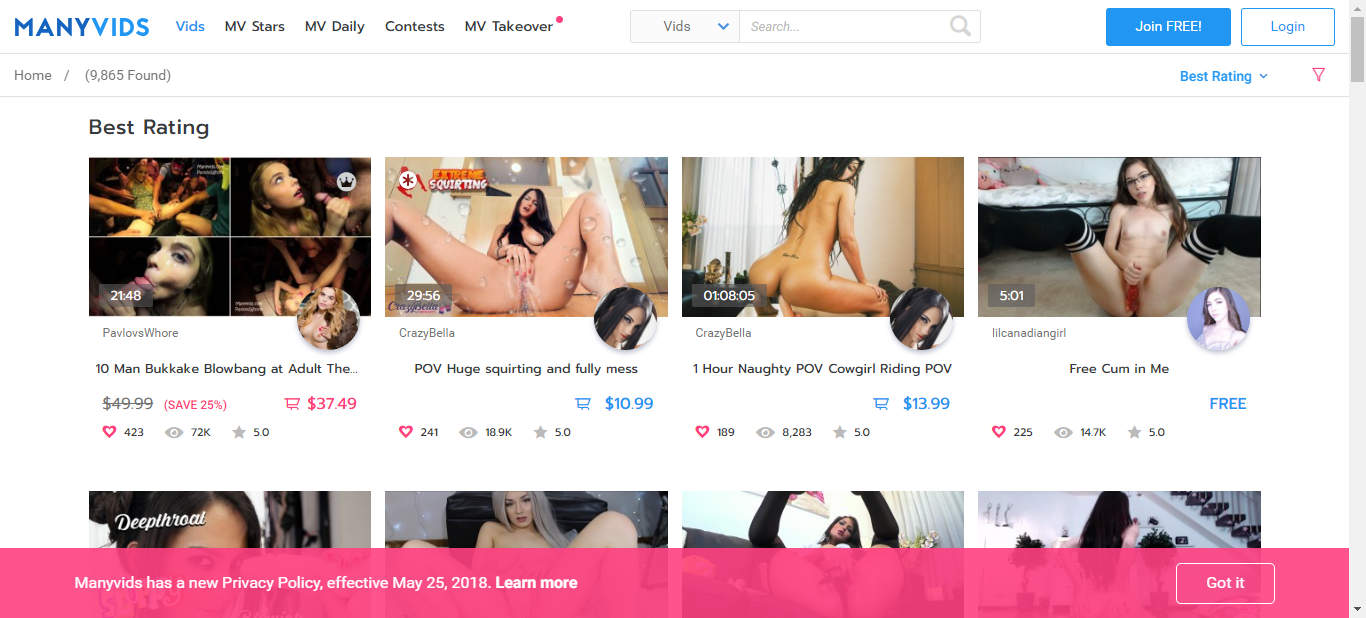 MANYVIDS
Vids MV Stars MV Daily Contests MV Takeover
Vids Search...
Join FREE! Login
Home / (9,865 Found)
Best Rating
Best Rating
EXTREME
SQUIRTING
21:48
29:56
01:08:05
5:01
CrazyBella
PavlovsWhore
CrazyBella
CrazyBella
lilcanadiangirl
10 Man Bukkake Blowbang at Adult The...
POV Huge squirting and fully mess
1 Hour Naughty POV Cowgirl Riding POV
Free Cum in Me
$49.99 (SAVE 25%) $37.49
$10.99
$13.99
FREE
423 72K 5.0
241 18.9K 5.0
189 8,283 5.0
225 14.7K 5.0
Deepthroat
Manyvids has a new Privacy Policy, effective May 25, 2018. Learn more
Got it